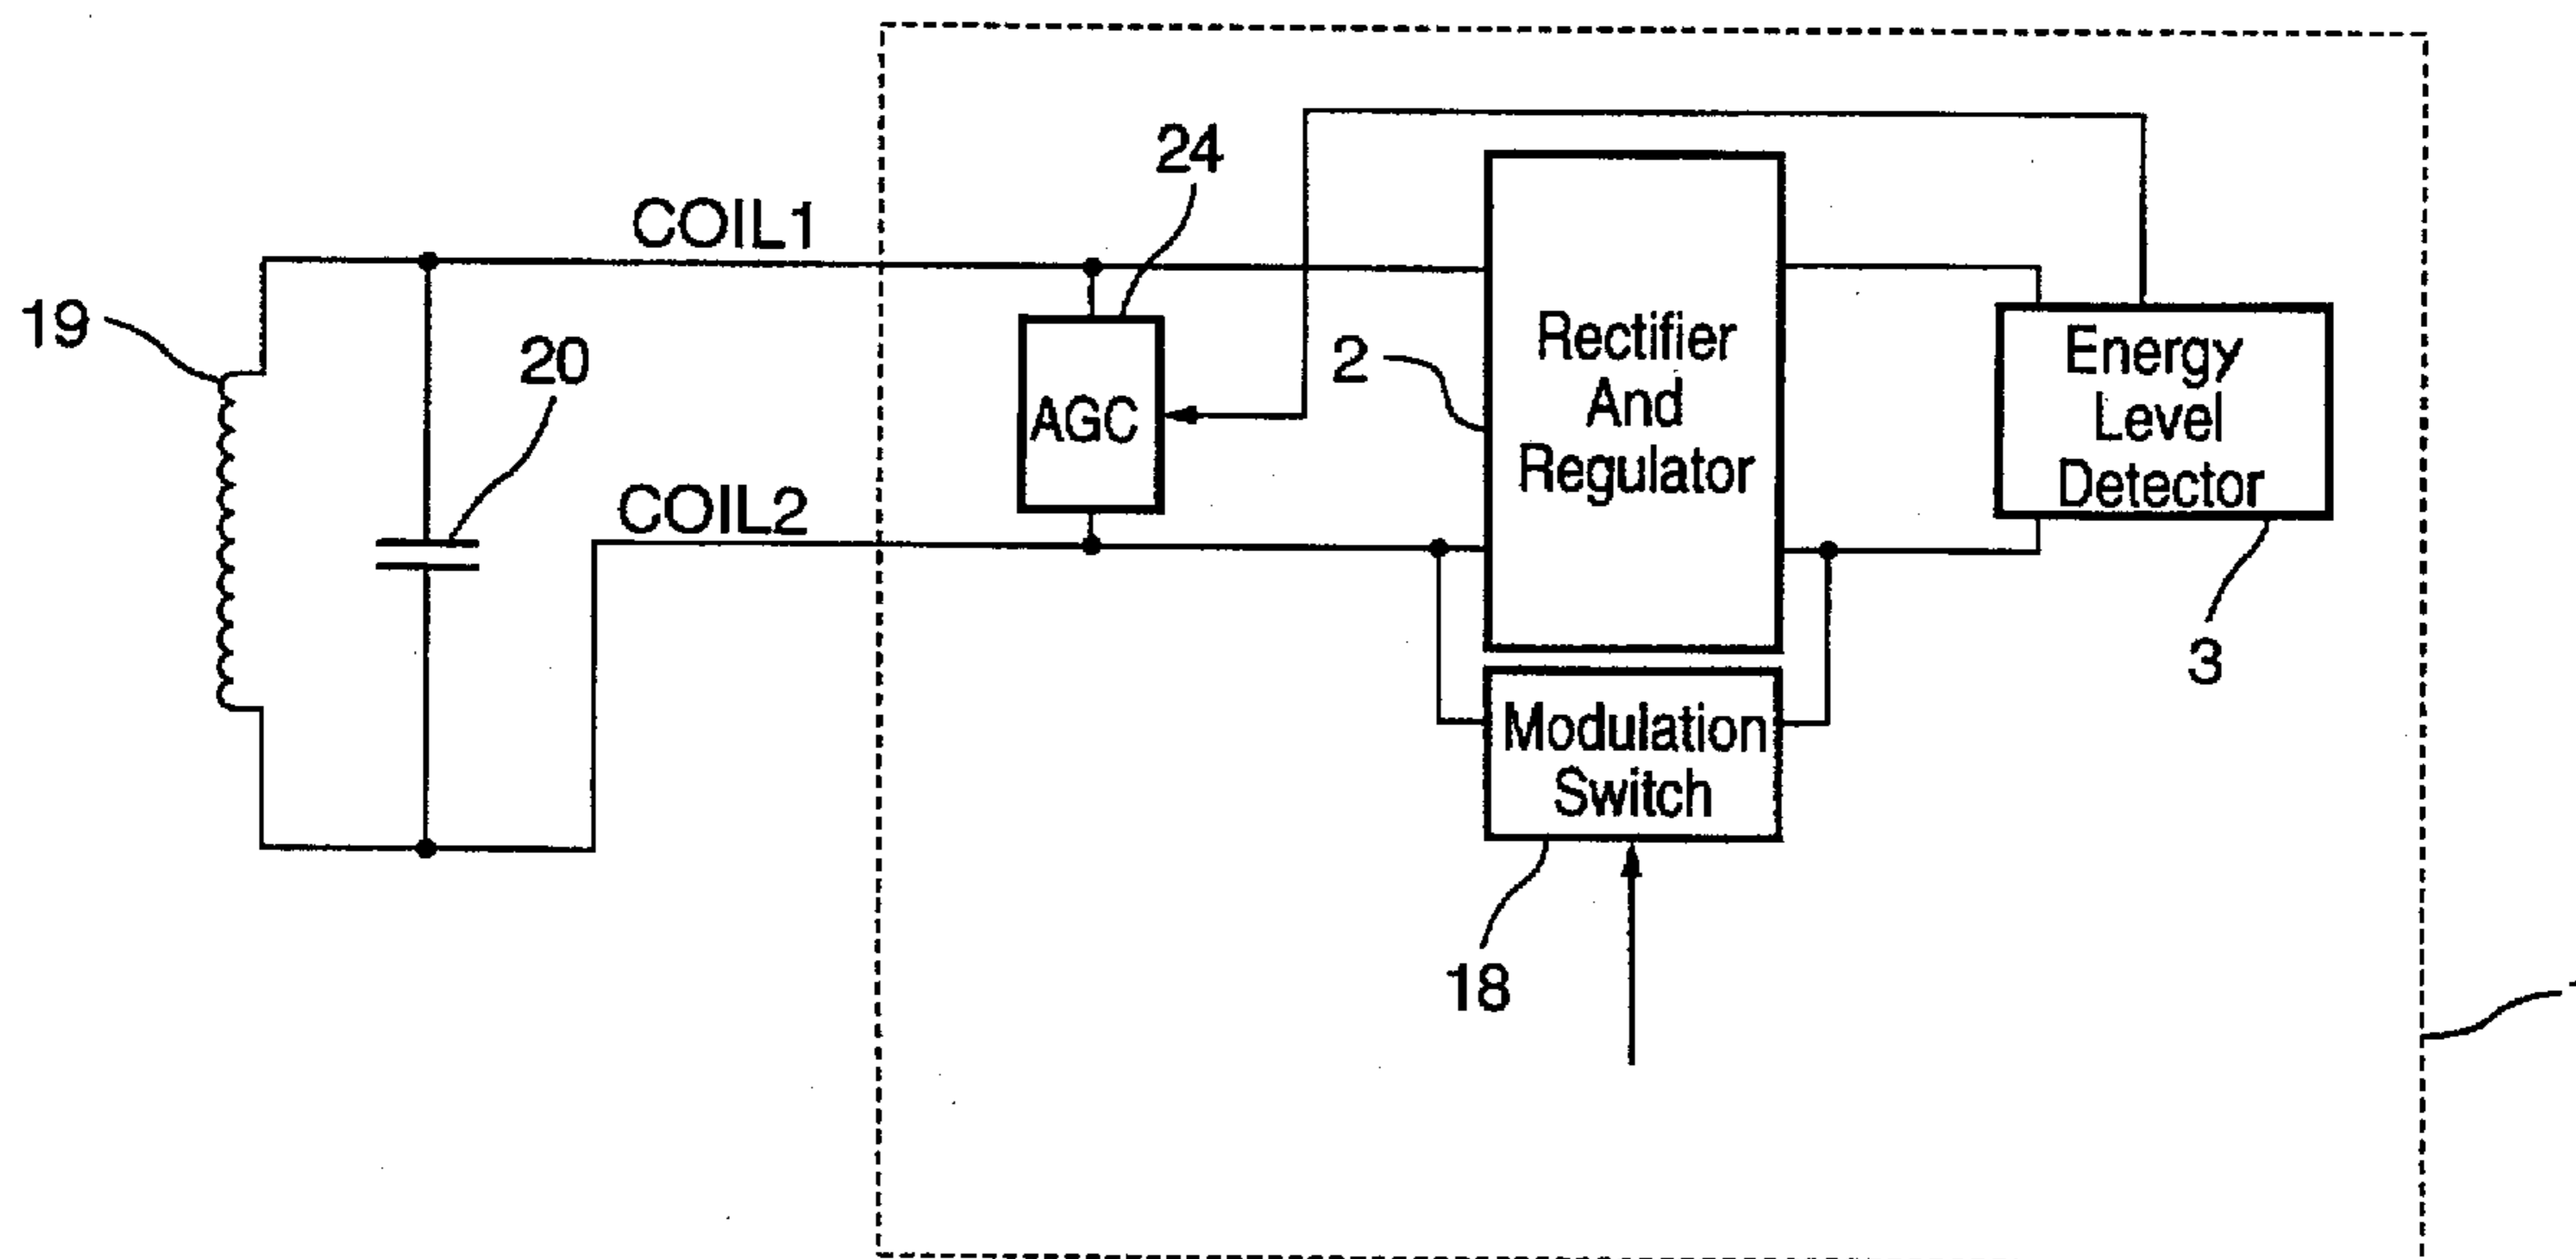 24
COIL1
19
20
2
Rectifier
And
Regulator
Energy
Level
Detector
AGC
COIL2
3
Modulation
Switch
18